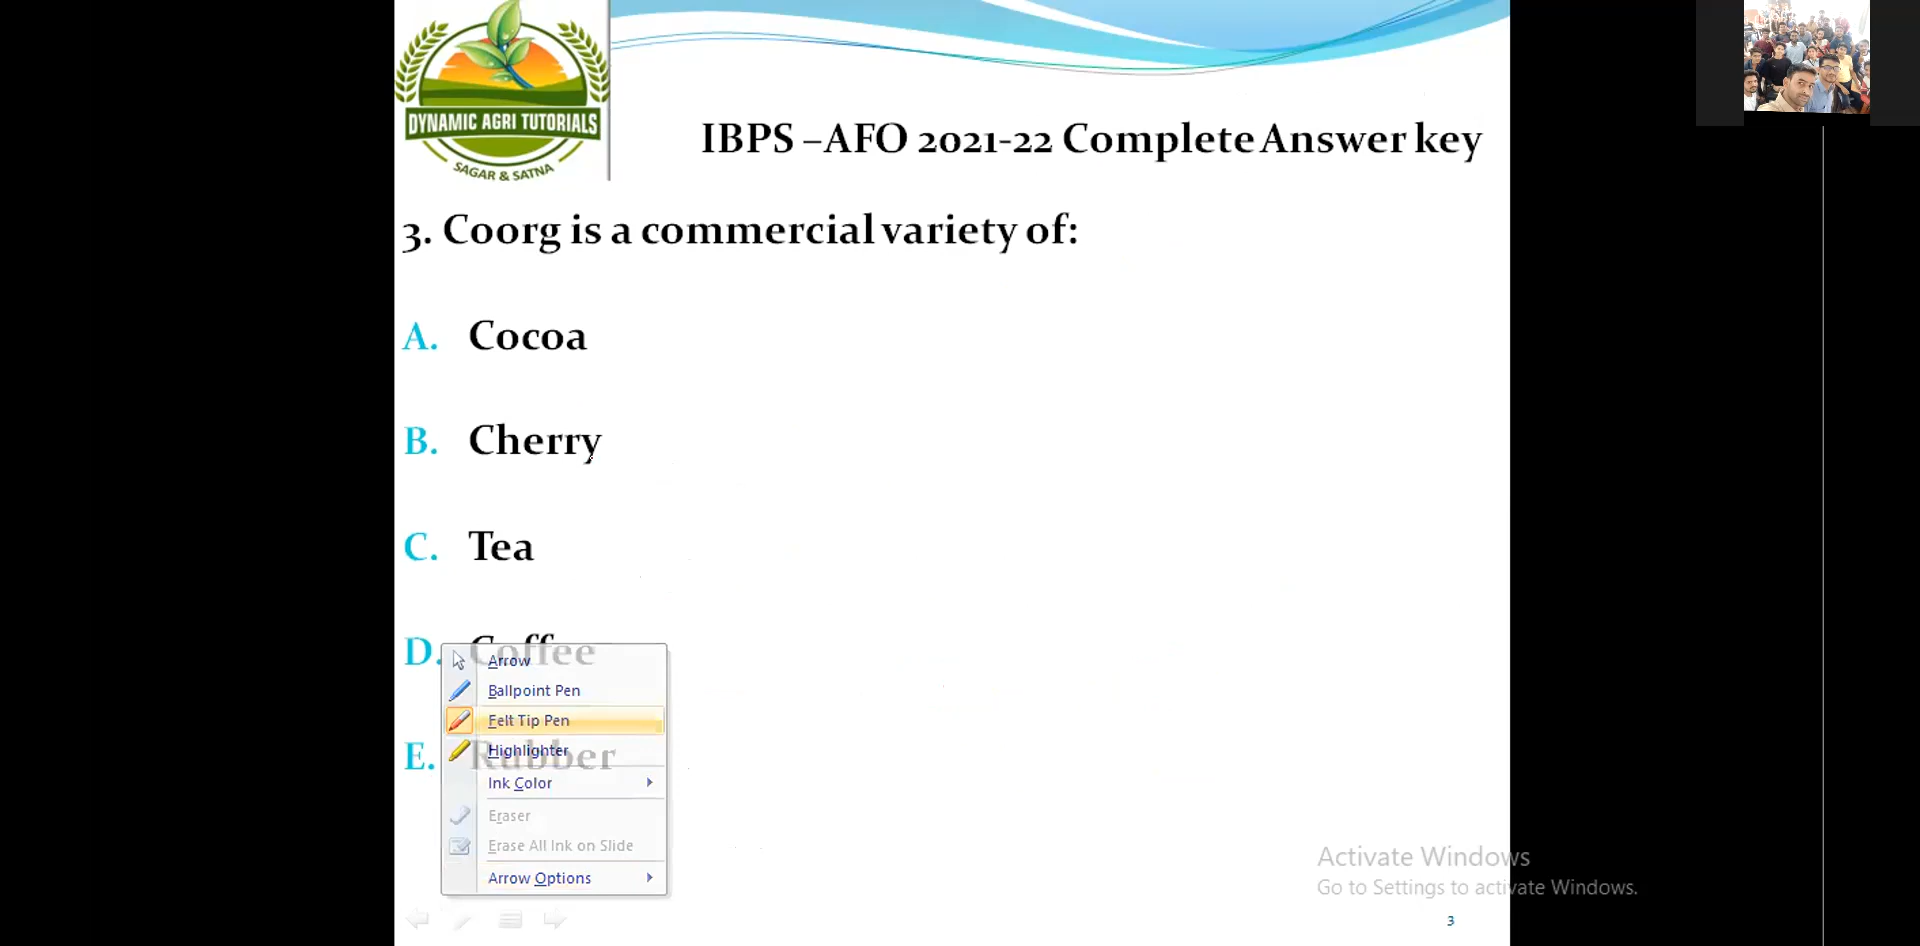 DYNAMIC AGRI TUTORIALS
SAGAR & SATNA
IBPS –AFO 2021-22 Complete Answer key
3. Coorg is a commercial variety of:
A. Cocoa
B. Cherry
C. Tea
D. Coffee
Arrow
Ballpoint Pen
Felt Tip Pen
E. Rubber
Highlighter
Ink Color
Eraser
Erase All Ink on Slide
Arrow Options
Activate Windows
Go to Settings to activate Windows.
3